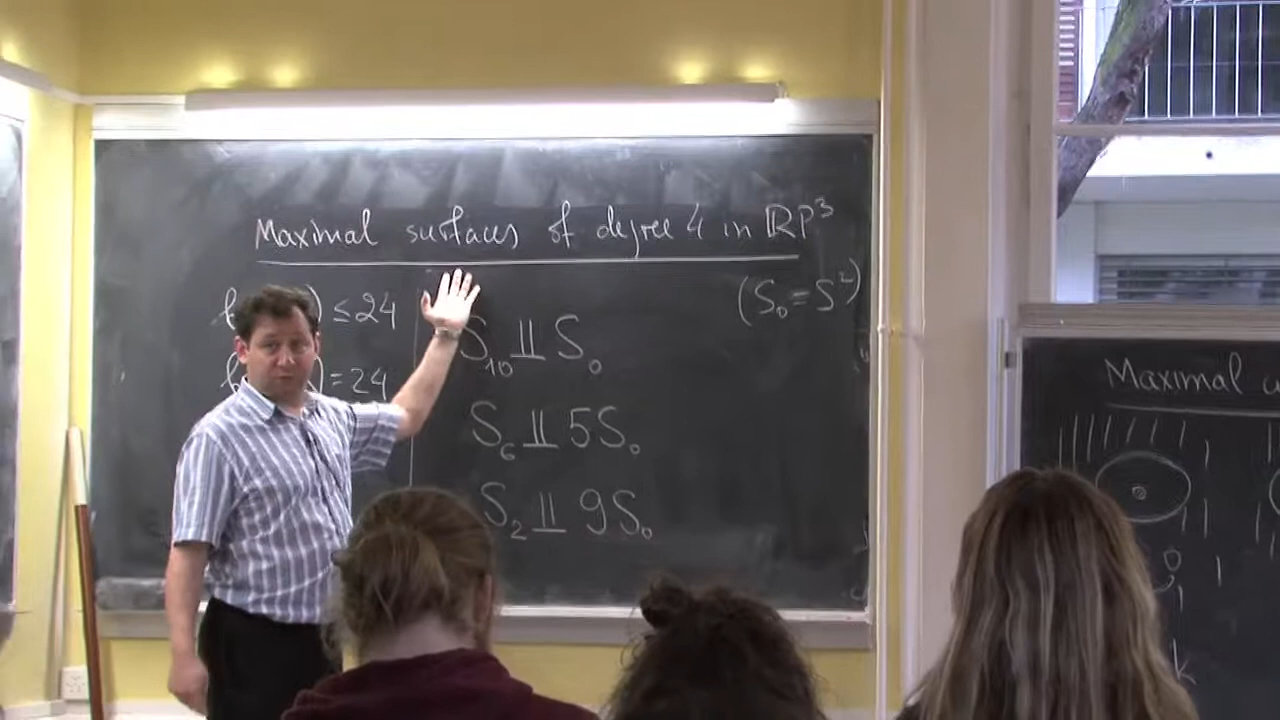 Maximal surfaces of degree 4 in ℝP³
) ≤ 24
(S₀ = S²)
S₁₀ ⨿ S₀
) = 24
S₆ ⨿ 5S₀
S₂ ⨿ 9S₀
Maximal
k